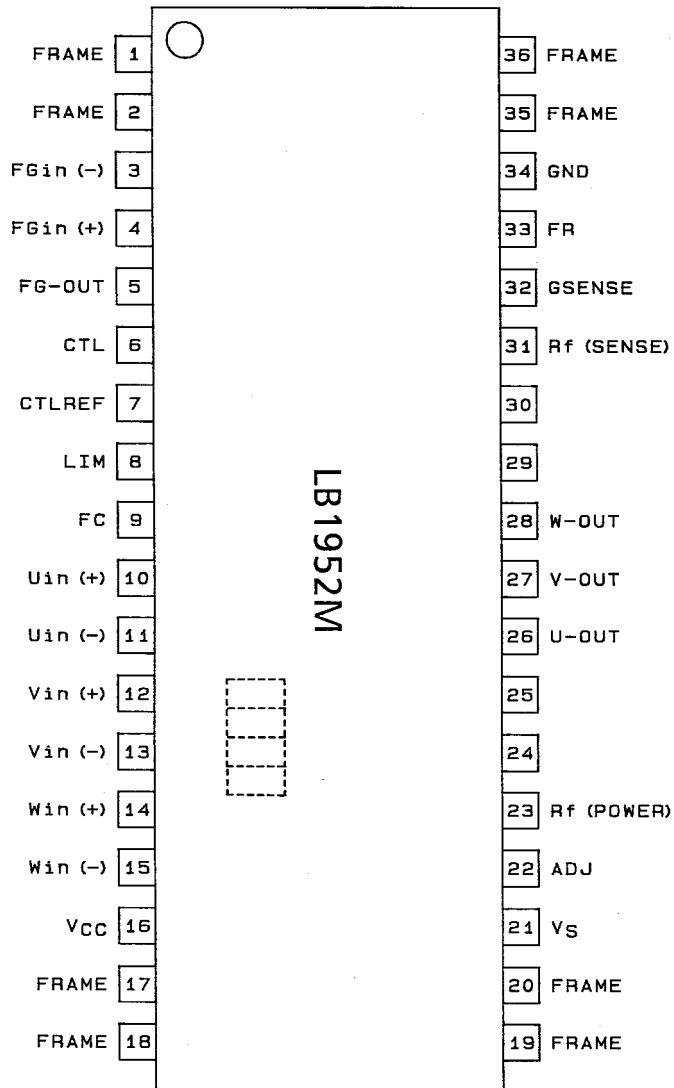 FRAME 1
FRAME 2
FGin (−) 3
FGin (+) 4
FG-OUT 5
CTL 6
CTLREF 7
LIM 8
FC 9
Uin (+) 10
Uin (−) 11
Vin (+) 12
Vin (−) 13
Win (+) 14
Win (−) 15
VCC 16
FRAME 17
FRAME 18
LB1952M
36 FRAME
35 FRAME
34 GND
33 FR
32 GSENSE
31 Rf (SENSE)
30
29
28 W-OUT
27 V-OUT
26 U-OUT
25
24
23 Rf (POWER)
22 ADJ
21 VS
20 FRAME
19 FRAME